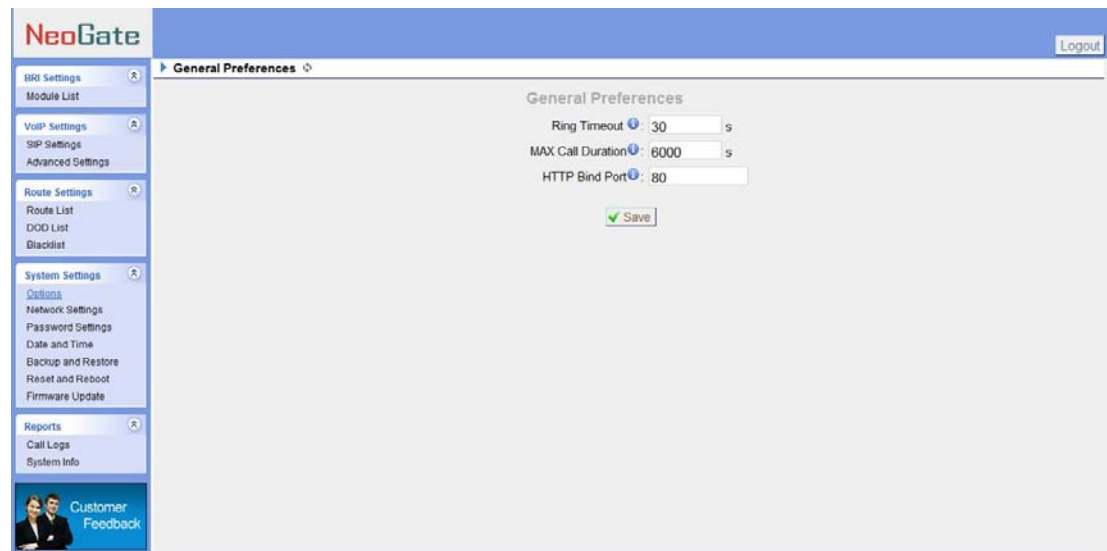 NeoGate
Logout
BRI Settings
Module List
VoIP Settings
SIP Settings
Advanced Settings
Route Settings
Route List
DOD List
Blacklist
System Settings
Options
Network Settings
Password Settings
Date and Time
Backup and Restore
Reset and Reboot
Firmware Update
Reports
Call Logs
System Info
Customer
Feedback
General Preferences
General Preferences
Ring Timeout : 30 s
MAX Call Duration : 6000 s
HTTP Bind Port : 80
Save